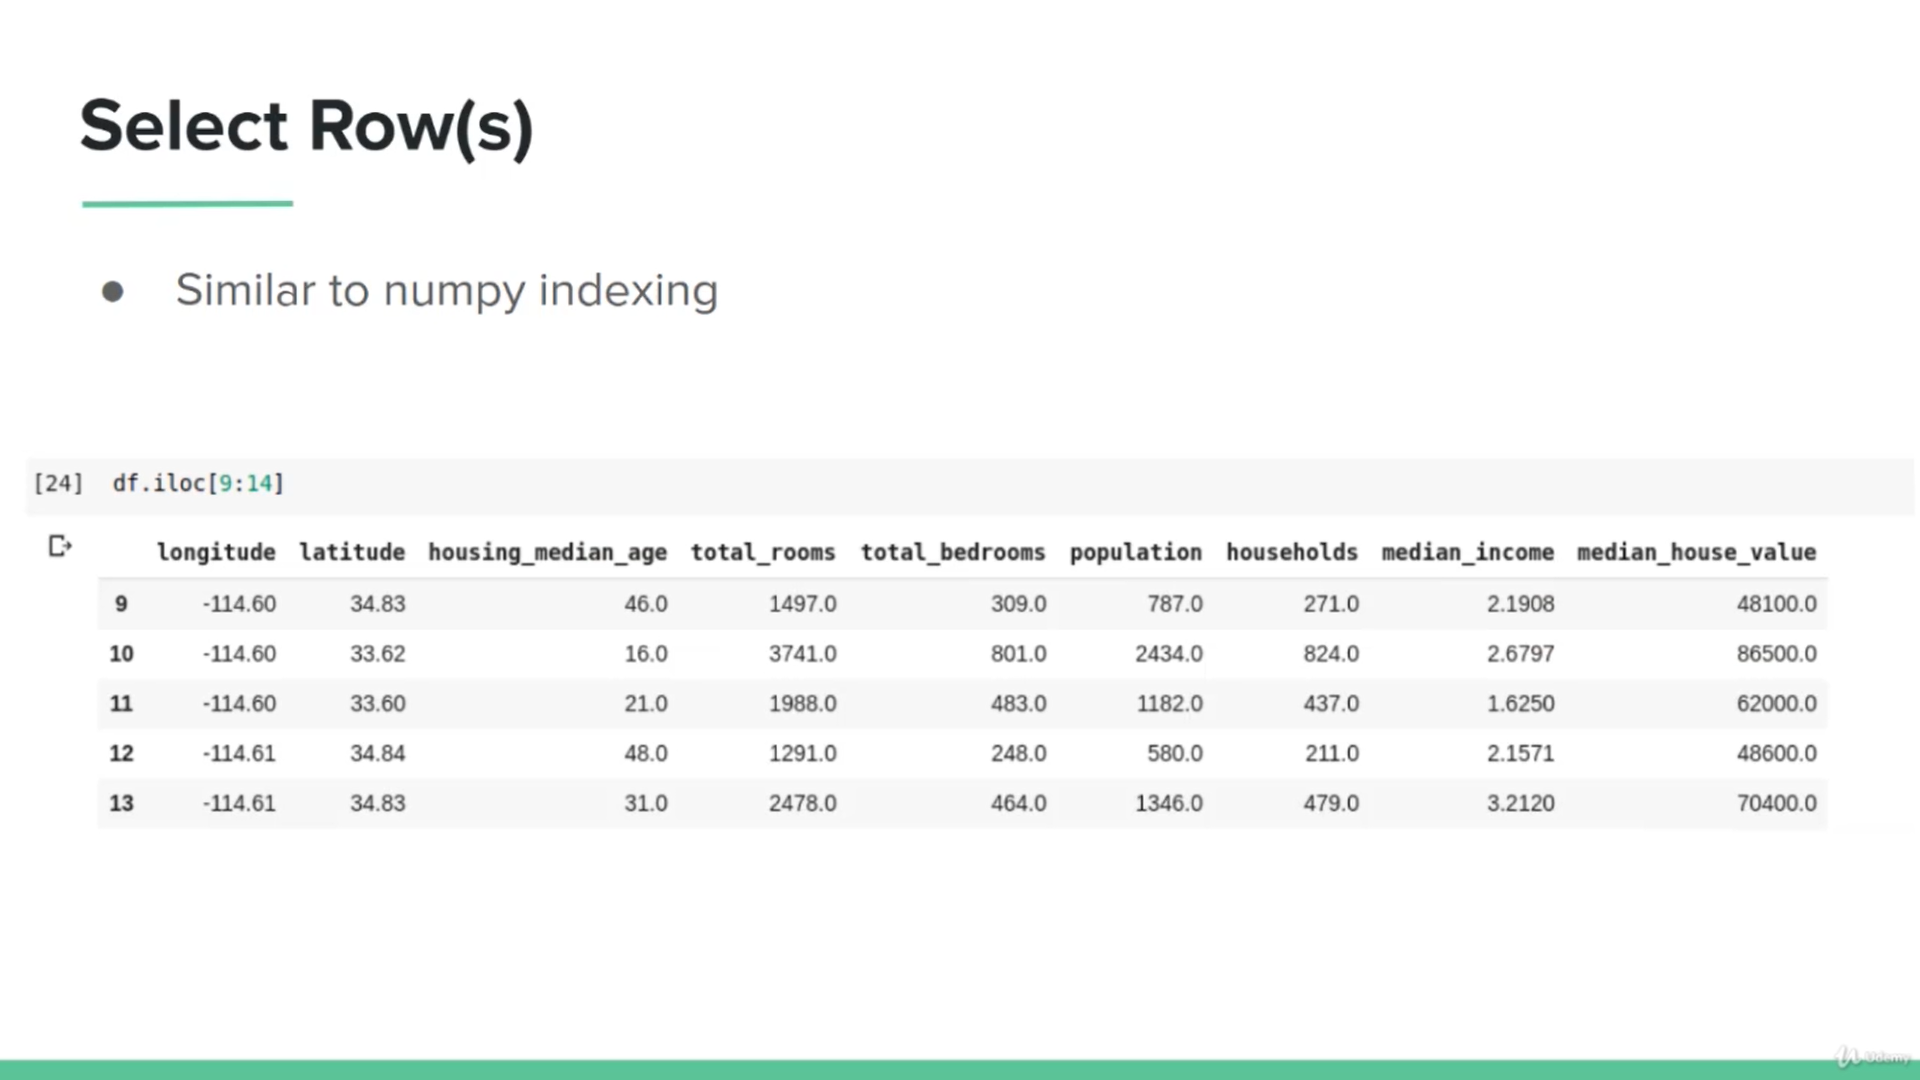 Select Row(s)
● Similar to numpy indexing
[24] df.iloc[9:14]
longitude latitude housing_median_age total_rooms total_bedrooms population households median_income median_house_value
9 -114.60 34.83 46.0 1497.0 309.0 787.0 271.0 2.1908 48100.0
10 -114.60 33.62 16.0 3741.0 801.0 2434.0 824.0 2.6797 86500.0
11 -114.60 33.60 21.0 1988.0 483.0 1182.0 437.0 1.6250 62000.0
12 -114.61 34.84 48.0 1291.0 248.0 580.0 211.0 2.1571 48600.0
13 -114.61 34.83 31.0 2478.0 464.0 1346.0 479.0 3.2120 70400.0
Udemy